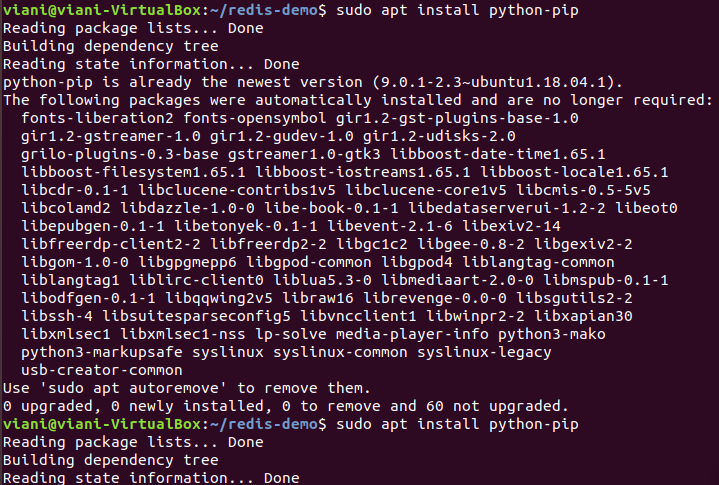 viani@viani-VirtualBox:~/redis-demo$ sudo apt install python-pip
Reading package lists... Done
Building dependency tree
Reading state information... Done
python-pip is already the newest version (9.0.1-2.3~ubuntu1.18.04.1).
The following packages were automatically installed and are no longer required:
  fonts-liberation2 fonts-opensymbol gir1.2-gst-plugins-base-1.0
  gir1.2-gstreamer-1.0 gir1.2-gudev-1.0 gir1.2-udisks-2.0
  grilo-plugins-0.3-base gstreamer1.0-gtk3 libboost-date-time1.65.1
  libboost-filesystem1.65.1 libboost-iostreams1.65.1 libboost-locale1.65.1
  libcdr-0.1-1 libclucene-contribs1v5 libclucene-core1v5 libcmis-0.5-5v5
  libcolamd2 libdazzle-1.0-0 libe-book-0.1-1 libedataserverui-1.2-2 libeot0
  libepubgen-0.1-1 libetonyek-0.1-1 libevent-2.1-6 libexiv2-14
  libfreerdp-client2-2 libfreerdp2-2 libgc1c2 libgee-0.8-2 libgexiv2-2
  libgom-1.0-0 libgpgmepp6 libgpod-common libgpod4 liblangtag-common
  liblangtag1 liblirc-client0 liblua5.3-0 libmediaart-2.0-0 libmspub-0.1-1
  libodfgen-0.1-1 libqqwing2v5 libraw16 librevenge-0.0-0 libsgutils2-2
  libssh-4 libsuitesparseconfig5 libvncclient1 libwinpr2-2 libxapian30
  libxmlsec1 libxmlsec1-nss lp-solve media-player-info python3-mako
  python3-markupsafe syslinux syslinux-common syslinux-legacy
  usb-creator-common
Use 'sudo apt autoremove' to remove them.
0 upgraded, 0 newly installed, 0 to remove and 60 not upgraded.
viani@viani-VirtualBox:~/redis-demo$ sudo apt install python-pip
Reading package lists... Done
Building dependency tree
Reading state information... Done